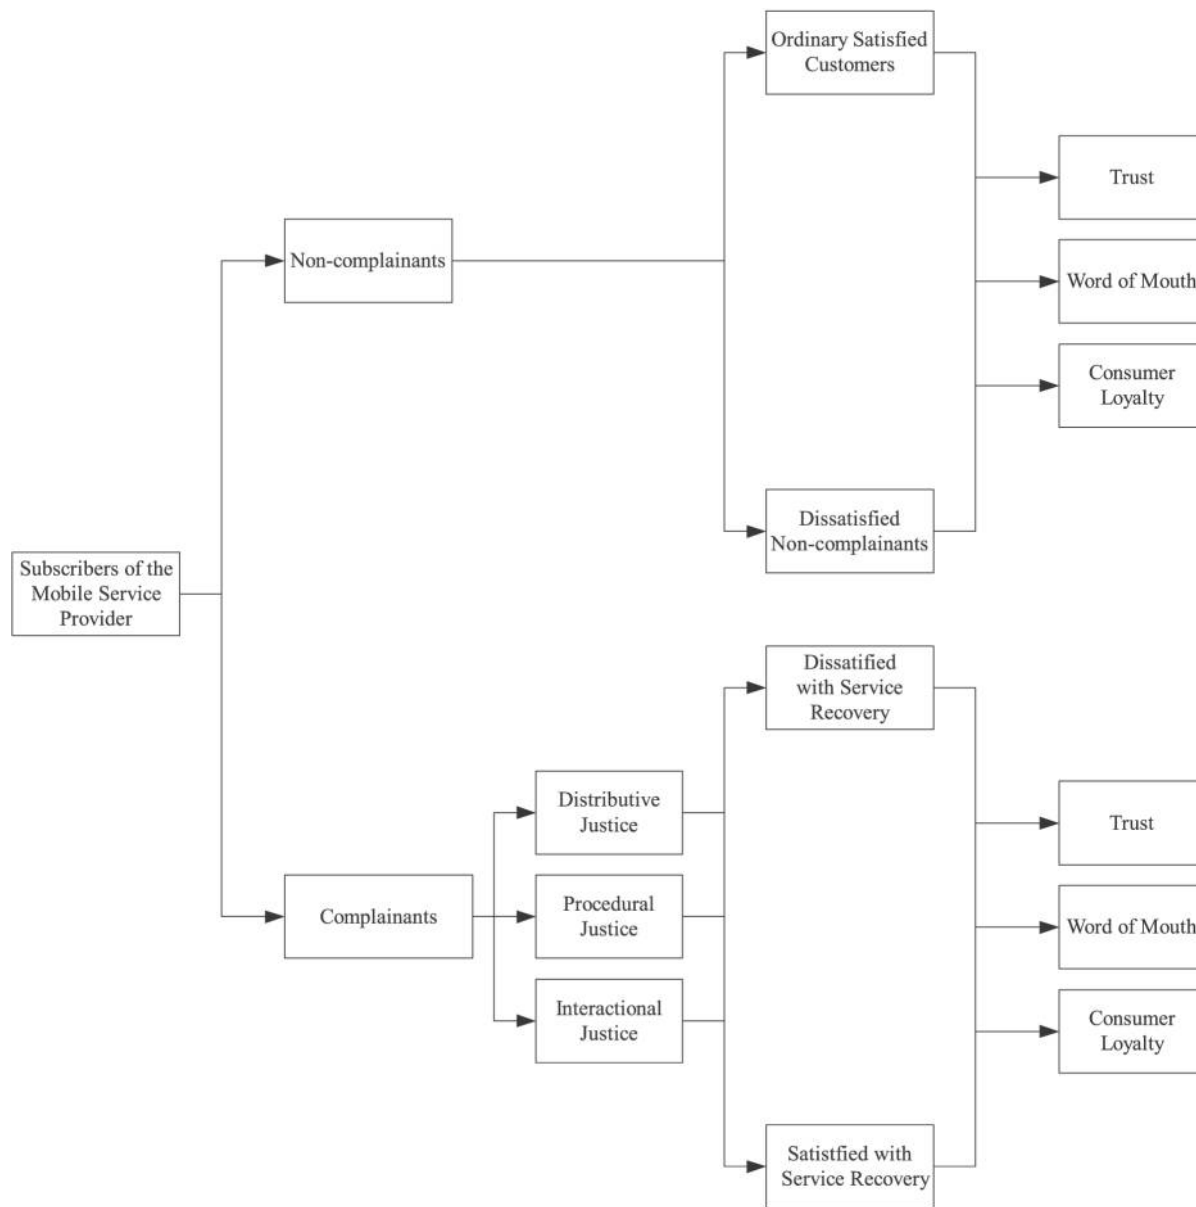 Ordinary Satisfied
Customers
Trust
Non-complainants
Word of Mouth
Consumer
Loyalty
Dissatisfied
Non-complainants
Subscribers of the
Mobile Service
Provider
Dissatified
with Service
Recovery
Distributive
Justice
Trust
Complainants
Procedural
Justice
Word of Mouth
Interactional
Justice
Consumer
Loyalty
Satistfied with
Service Recovery